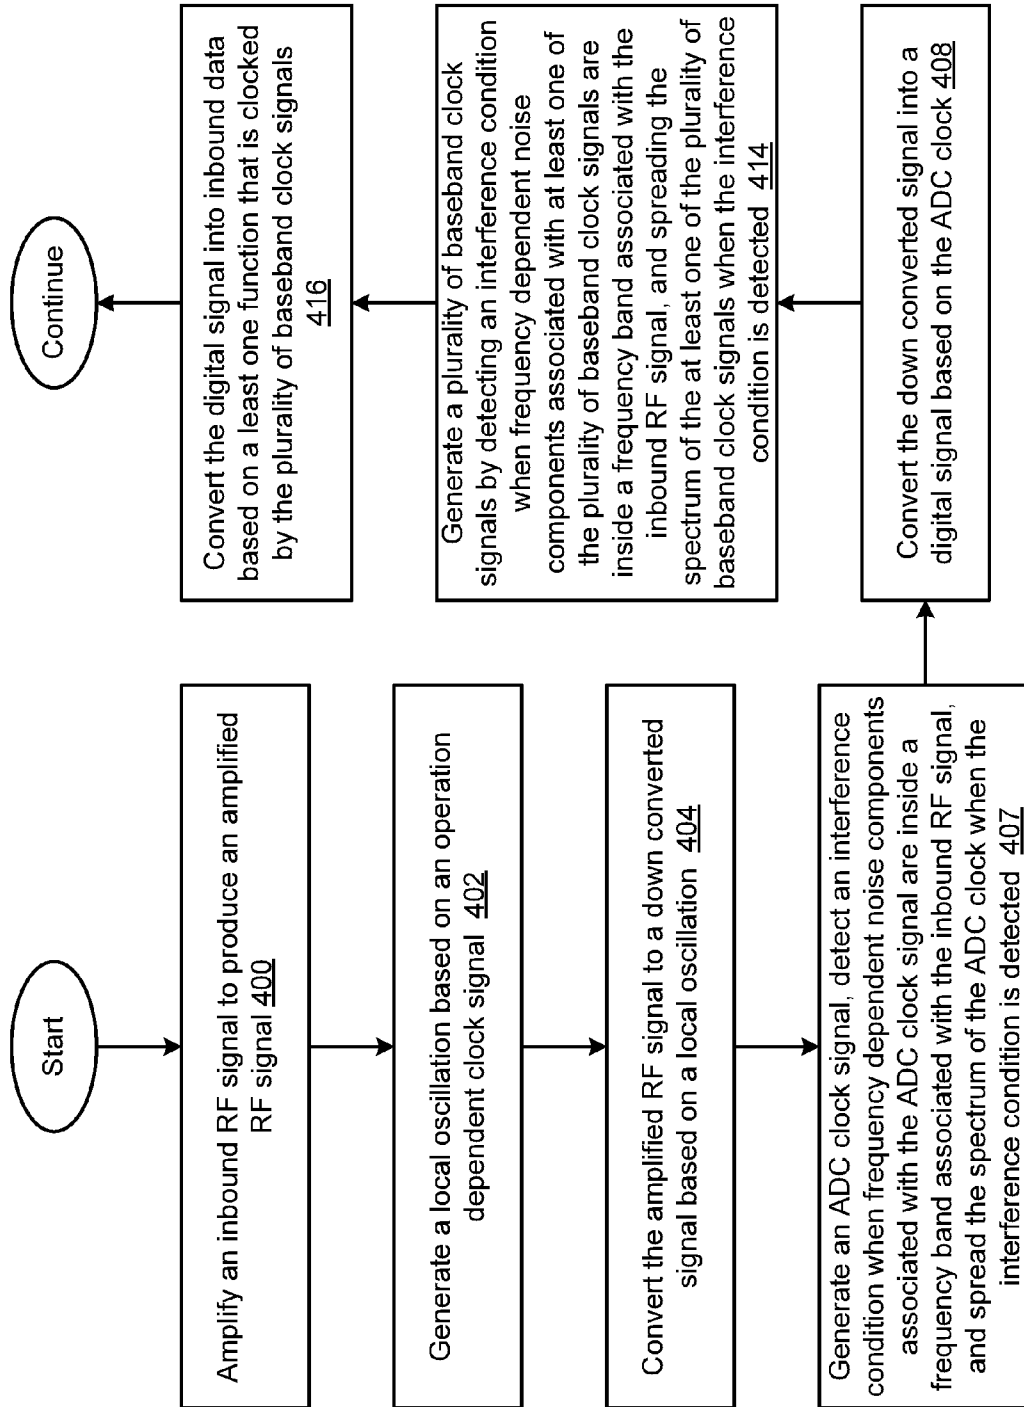 Start
Amplify an inbound RF signal to produce an amplified
RF signal 400
Generate a local oscillation based on an operation
dependent clock signal 402
Convert the amplified RF signal to a down converted
signal based on a local oscillation 404
Generate an ADC clock signal, detect an interference
condition when frequency dependent noise components
associated with the ADC clock signal are inside a
frequency band associated with the inbound RF signal,
and spread the spectrum of the ADC clock when the
interference condition is detected 407
Convert the down converted signal into a
digital signal based on the ADC clock 408
Generate a plurality of baseband clock
signals by detecting an interference condition
when frequency dependent noise
components associated with at least one of
the plurality of baseband clock signals are
inside a frequency band associated with the
inbound RF signal, and spreading the
spectrum of the at least one of the plurality of
baseband clock signals when the interference
condition is detected 414
Convert the digital signal into inbound data
based on a least one function that is clocked
by the plurality of baseband clock signals
416
Continue